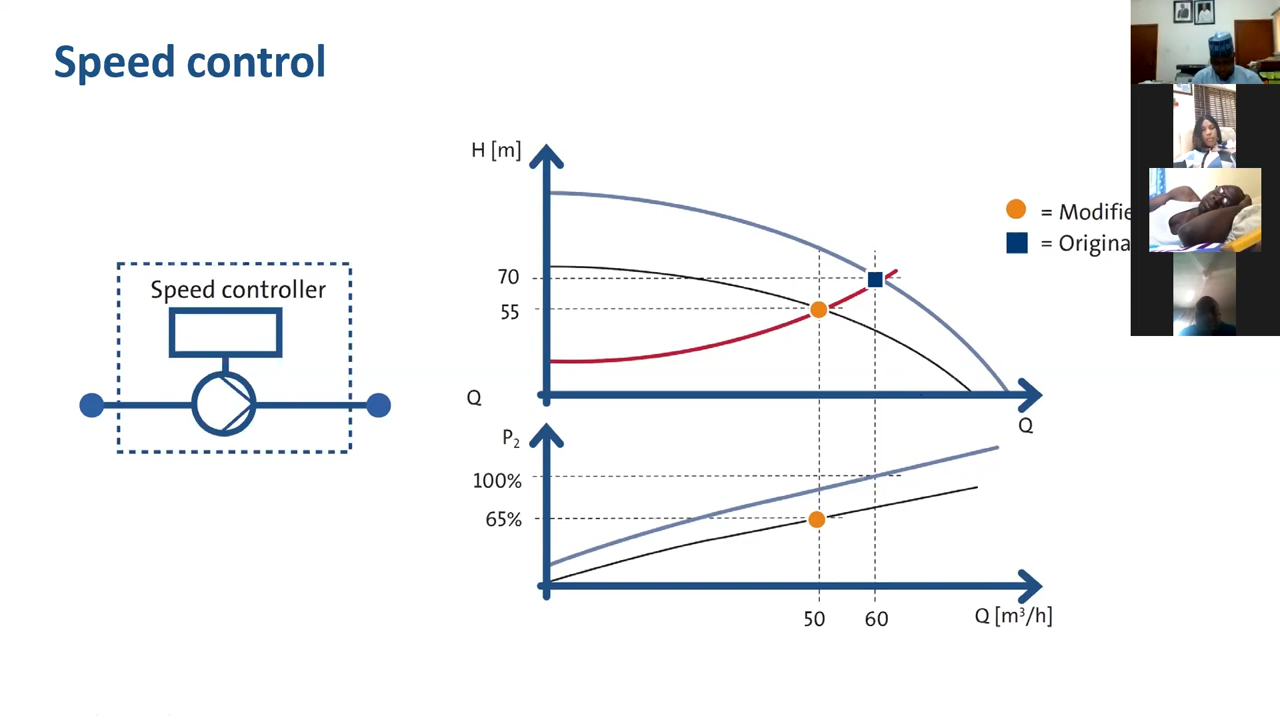 Speed control
Speed controller
H [m]
70
55
Q
Q
= Modifie
= Origina
P₂
100%
65%
50
60
Q [m³/h]